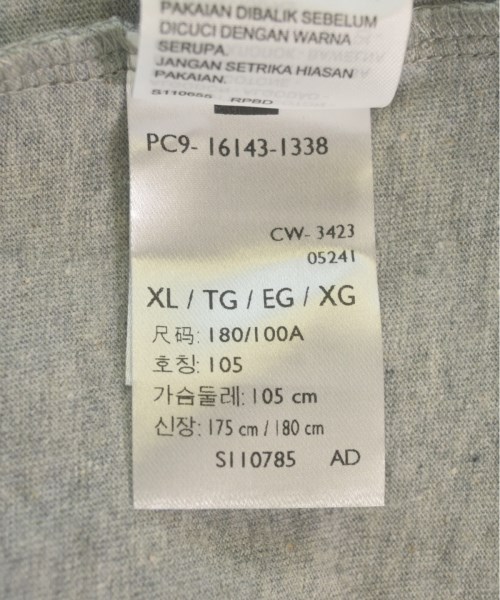 PAKAIAN DIBALIK SEBELUM
DICUCI DENGAN WARNA
SERUPA.
JANGAN SETRIKA HIASAN
PAKAIAN.
RPBD
PC9- 16143-1338
CW- 3423
05241
XL / TG / EG / XG
尺码: 180/100A
호칭: 105
가슴둘레: 105 cm
신장: 175 cm / 180 cm
S110785 AD